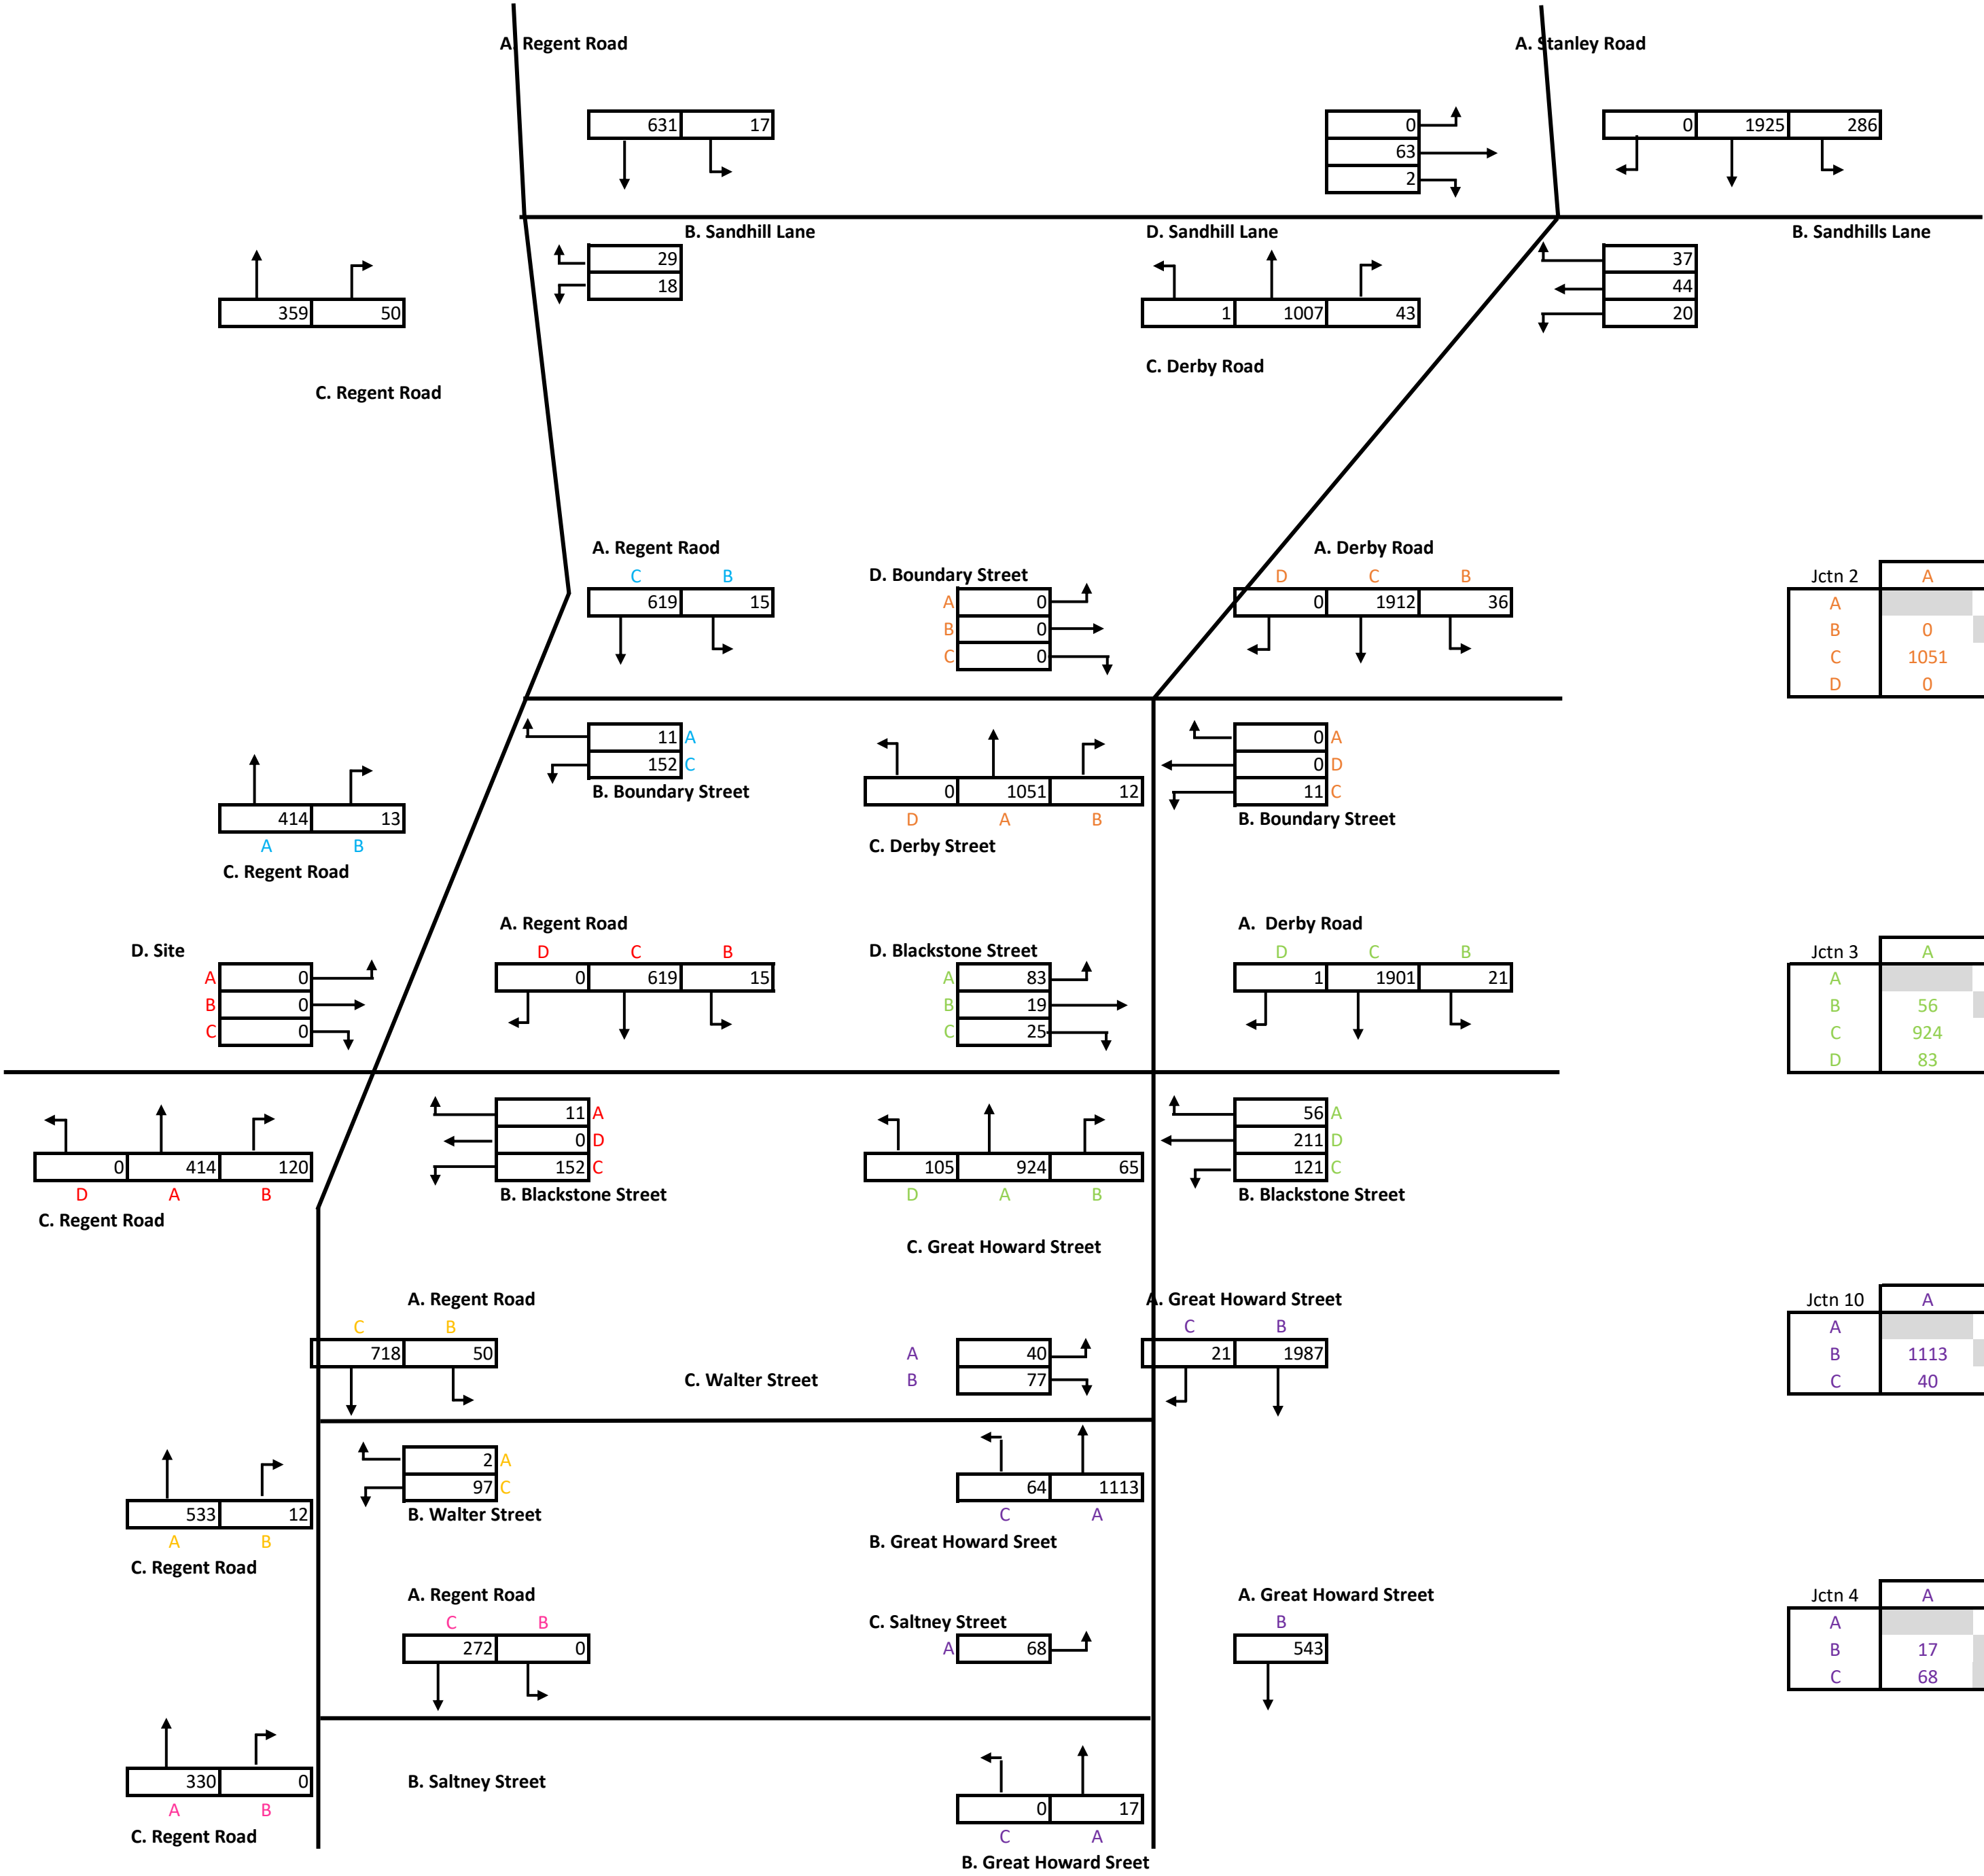 A. Regent Road
A. Stanley Road
631 17
0
63
2
0 1925 286
B. Sandhill Lane
D. Sandhill Lane
B. Sandhills Lane
29
18
359 50
1 1007 43
37
44
20
C. Derby Road
C. Regent Road
A. Regent Raod
C B
619 15
D. Boundary Street
A 0
B 0
C 0
A. Derby Road
D C B
0 1912 36
Jctn 2 A
A
B 0
C 1051
D 0
11 A
152 C
B. Boundary Street
414 13
A B
C. Regent Road
0 1051 12
D A B
C. Derby Street
0 A
0 D
11 C
B. Boundary Street
D. Site
A 0
B 0
C 0
A. Regent Road
D C B
0 619 15
D. Blackstone Street
A 83
B 19
C 25
A. Derby Road
D C B
1 1901 21
Jctn 3 A
A
B 56
C 924
D 83
0 414 120
D A B
C. Regent Road
11 A
0 D
152 C
B. Blackstone Street
105 924 65
D A B
C. Great Howard Street
56 A
211 D
121 C
B. Blackstone Street
A. Regent Road
C B
718 50
C. Walter Street
A 40
B 77
A. Great Howard Street
C B
21 1987
Jctn 10 A
A
B 1113
C 40
533 12
A B
C. Regent Road
2 A
97 C
B. Walter Street
64 1113
C A
B. Great Howard Sreet
A. Regent Road
C B
272 0
C. Saltney Street
A 68
A. Great Howard Street
B
543
Jctn 4 A
A
B 17
C 68
330 0
A B
C. Regent Road
B. Saltney Street
0 17
C A
B. Great Howard Sreet